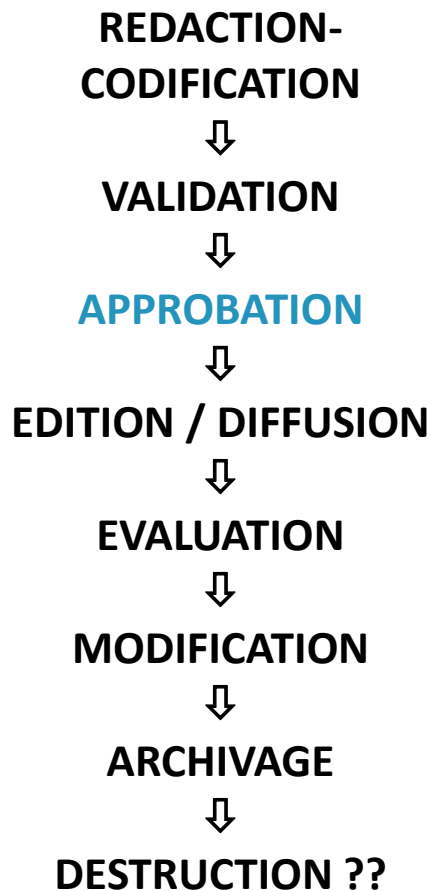 REDACTION-
CODIFICATION
⇩
VALIDATION
⇩
APPROBATION
⇩
EDITION / DIFFUSION
⇩
EVALUATION
⇩
MODIFICATION
⇩
ARCHIVAGE
⇩
DESTRUCTION ??